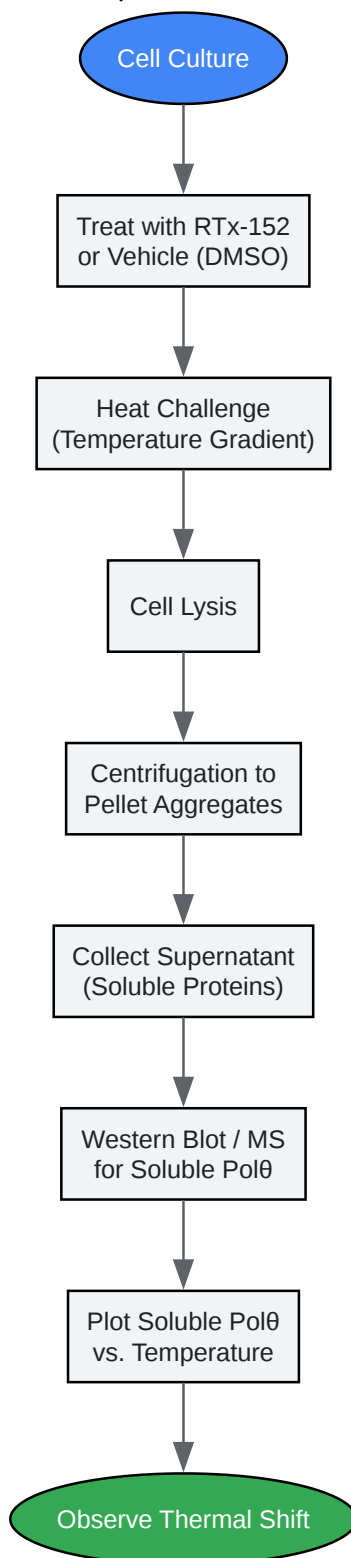 Cell Culture
Treat with RTx-152
or Vehicle (DMSO)
Heat Challenge
(Temperature Gradient)
Cell Lysis
Centrifugation to
Pellet Aggregates
Collect Supernatant
(Soluble Proteins)
Western Blot / MS
for Soluble Polθ
Plot Soluble Polθ
vs. Temperature
Observe Thermal Shift